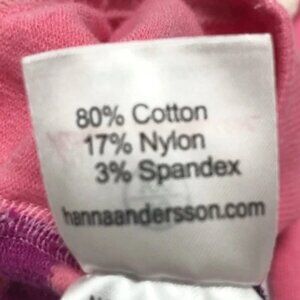 80% Cotton
17% Nylon
3% Spandex
hannaandersson.com